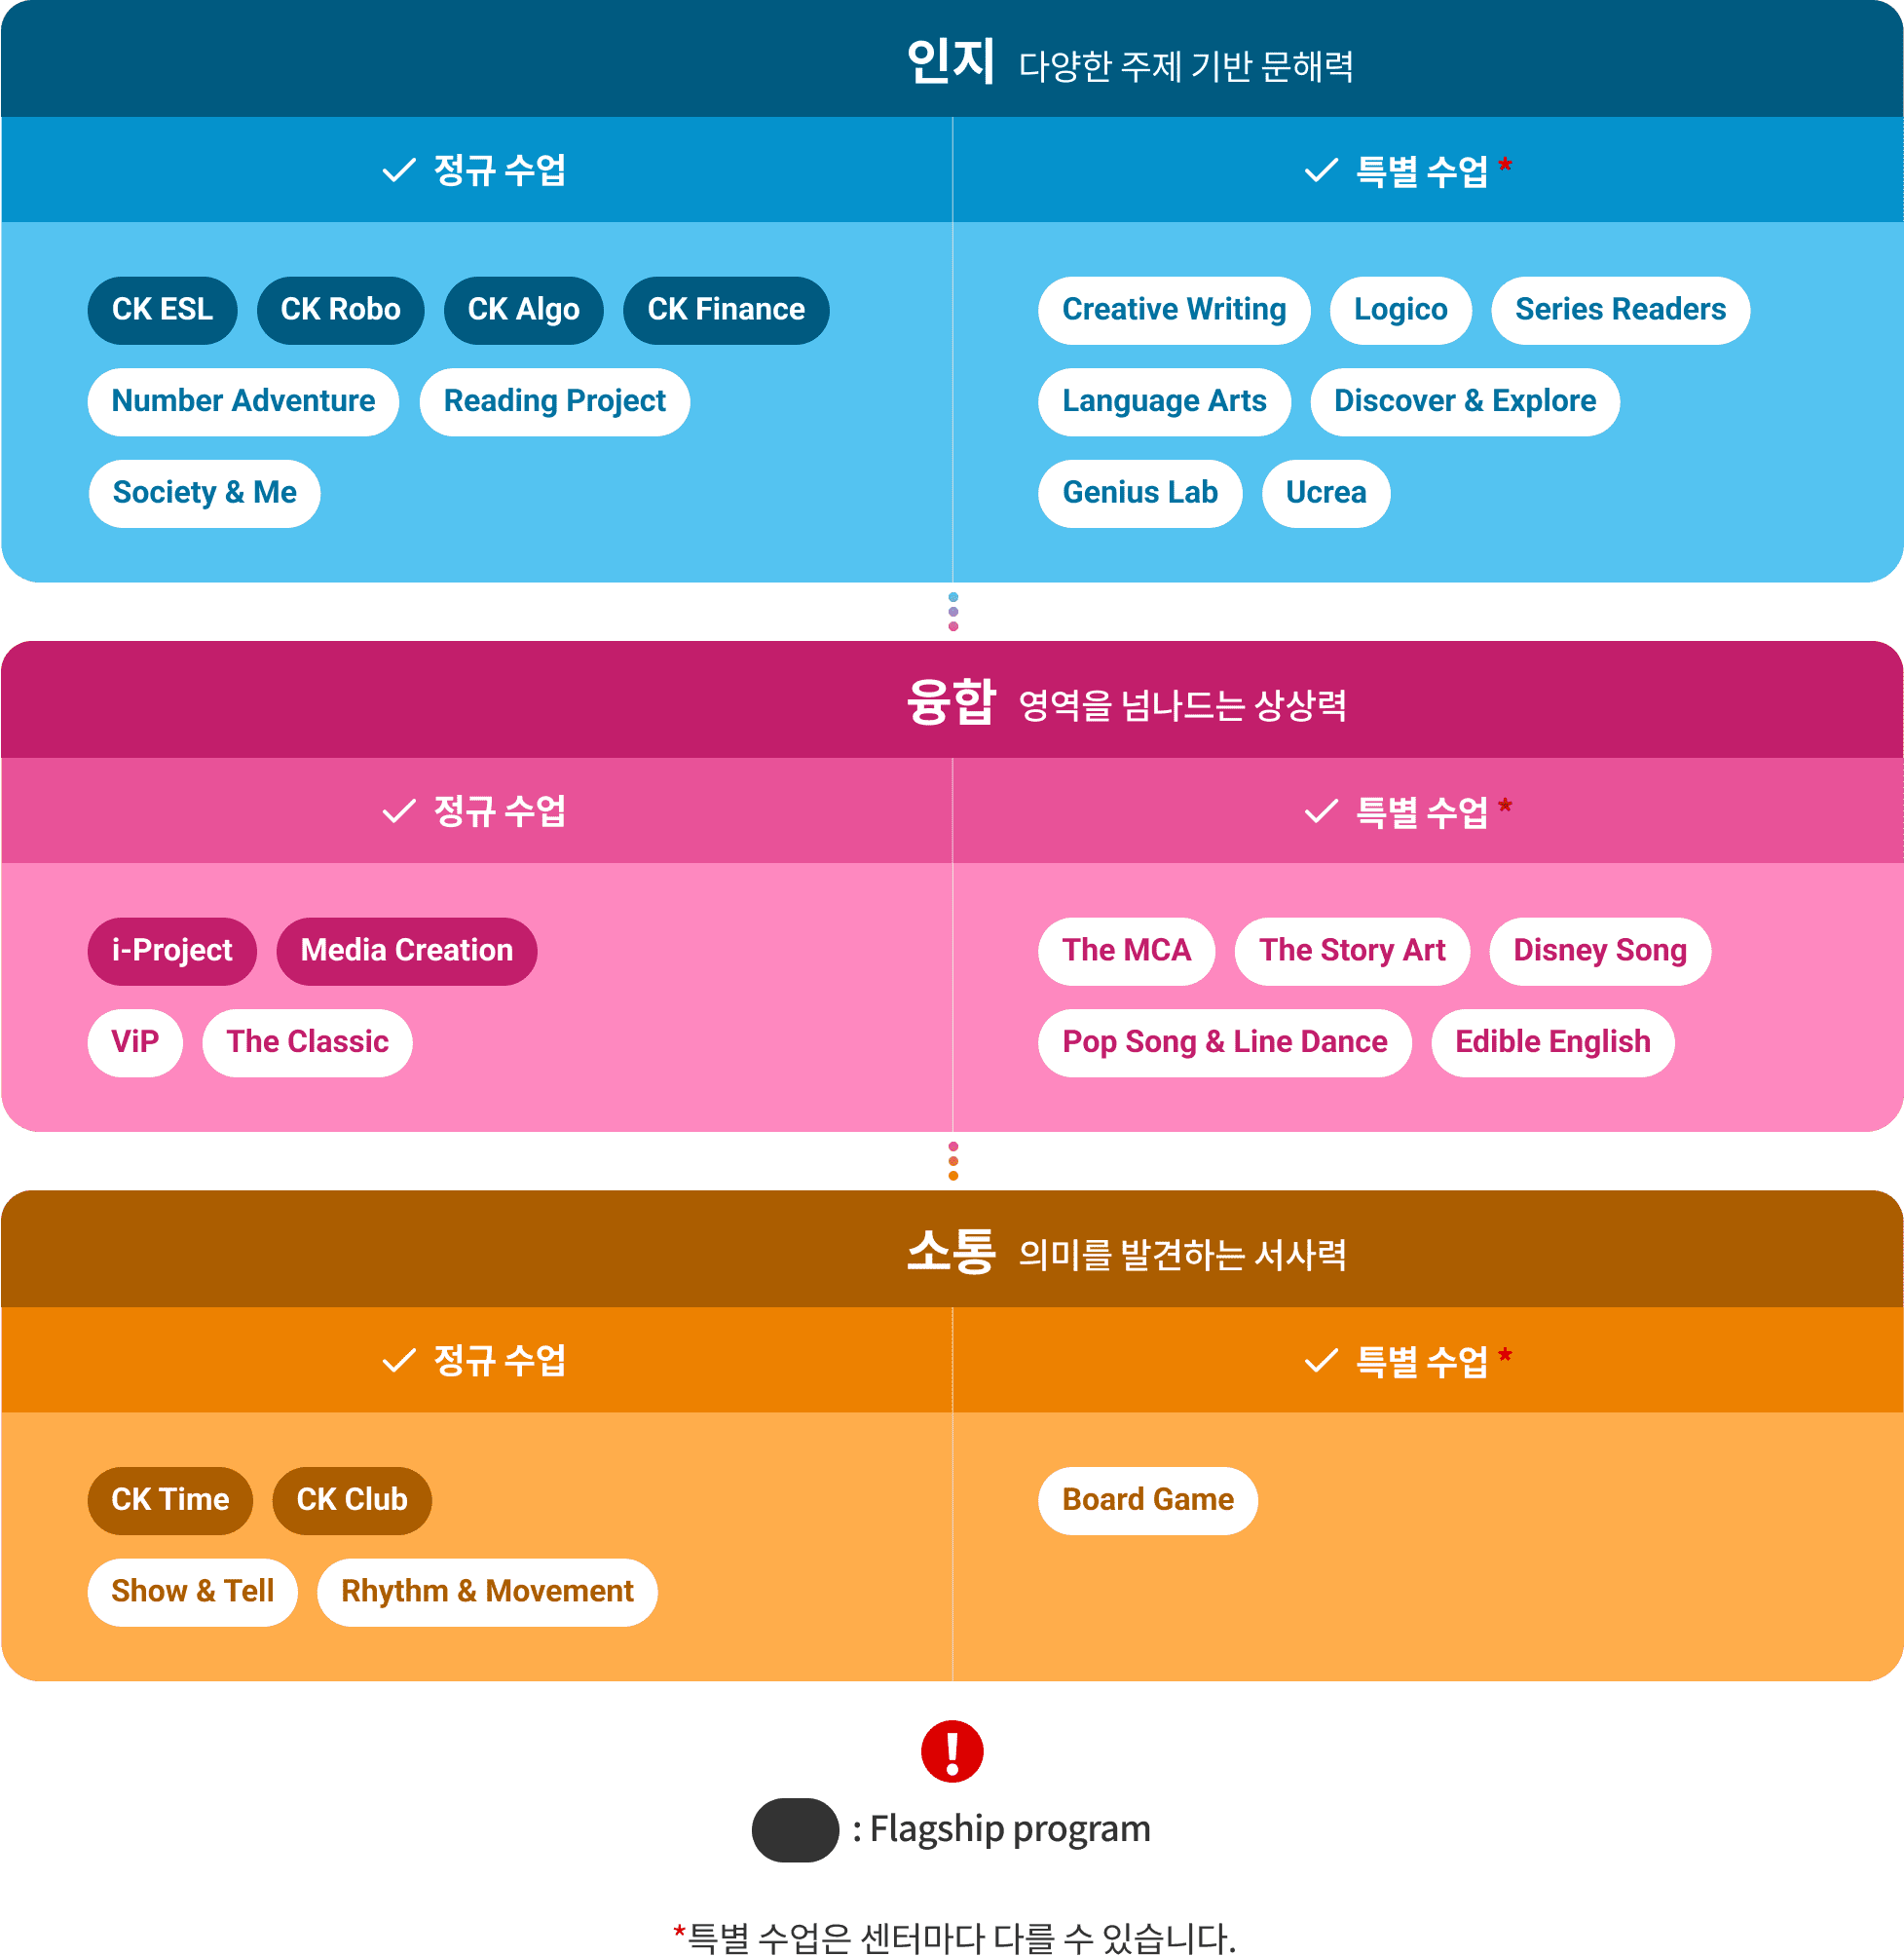 인지 다양한 주제 기반 문해력
정규 수업
특별 수업 *
CK ESL CK Robo CK Algo CK Finance
Number Adventure Reading Project
Society & Me
Creative Writing Logico Series Readers
Language Arts Discover & Explore
Genius Lab Ucrea
융합 영역을 넘나드는 상상력
정규 수업
특별 수업 *
i-Project Media Creation
ViP The Classic
The MCA The Story Art Disney Song
Pop Song & Line Dance Edible English
소통 의미를 발견하는 서사력
정규 수업
특별 수업 *
CK Time CK Club
Show & Tell Rhythm & Movement
Board Game
!
: Flagship program
*특별 수업은 센터마다 다를 수 있습니다.